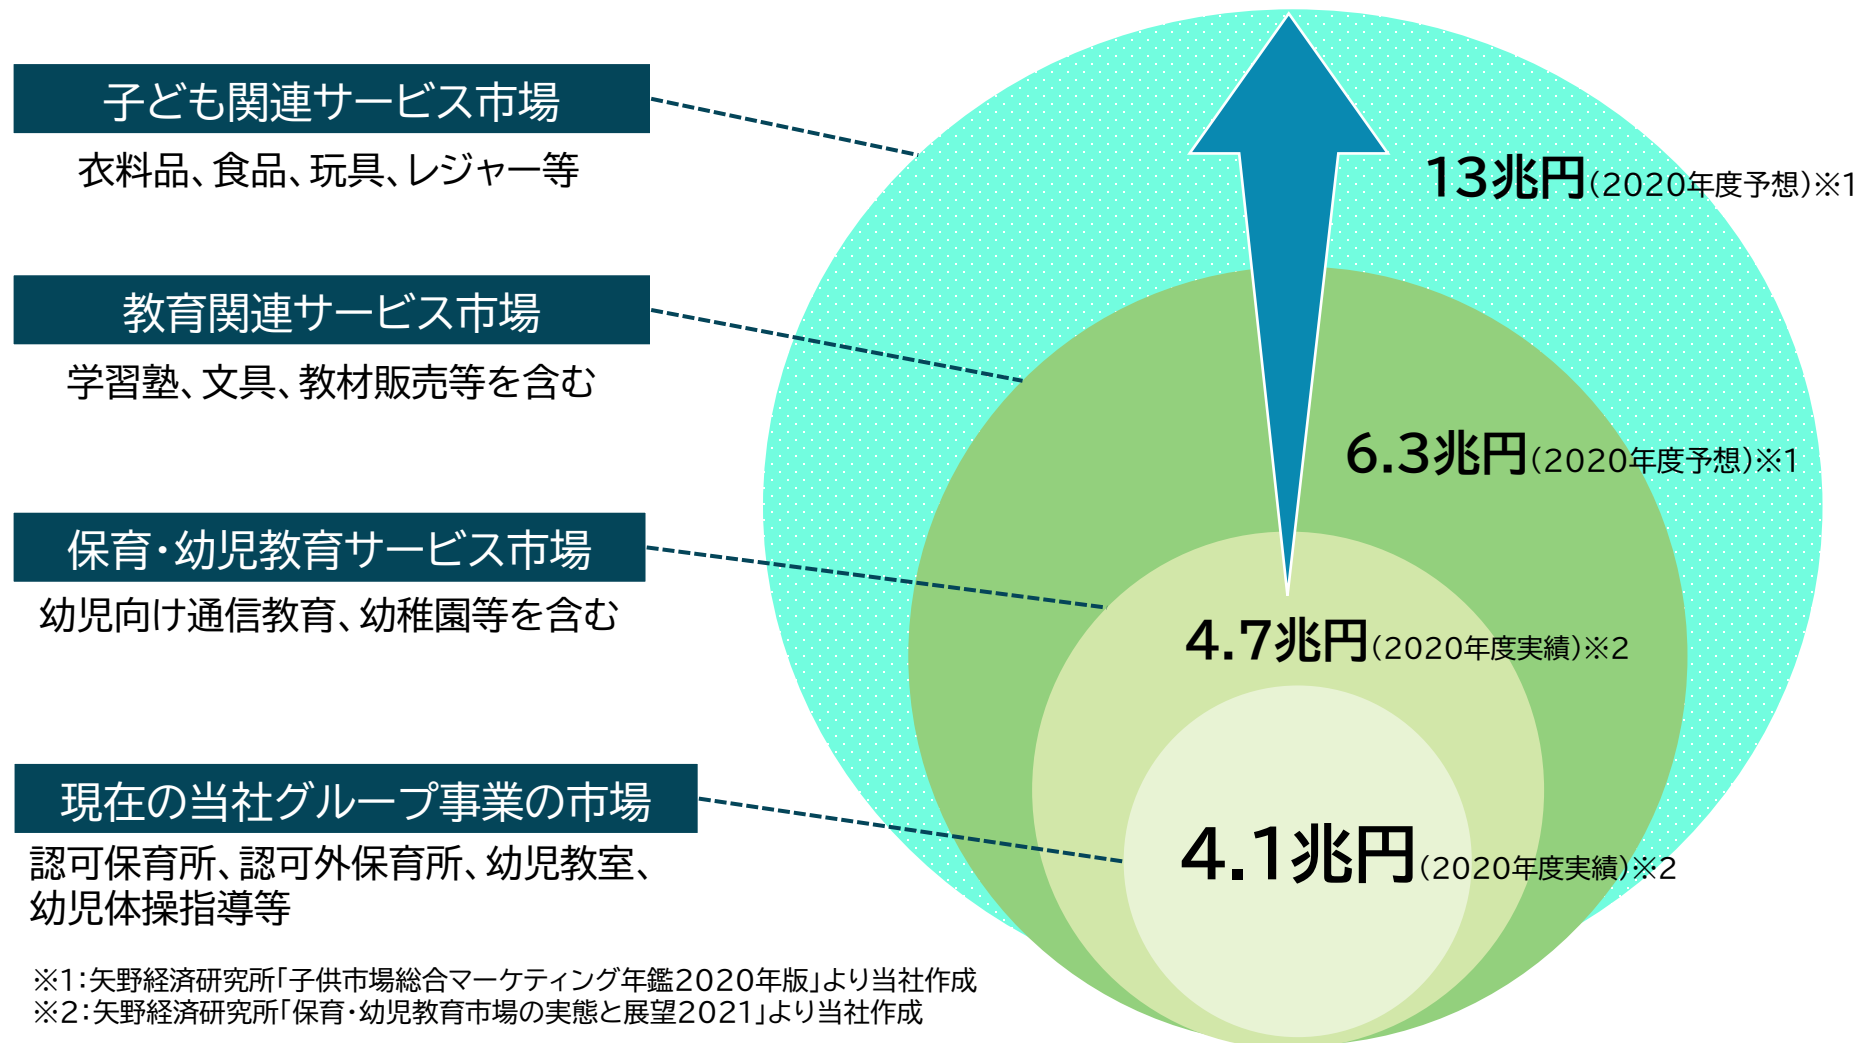 子ども関連サービス市場
衣料品、食品、玩具、レジャー等
13兆円(2020年度予想)※1
教育関連サービス市場
学習塾、文具、教材販売等を含む
6.3兆円(2020年度予想)※1
保育・幼児教育サービス市場
幼児向け通信教育、幼稚園等を含む
4.7兆円(2020年度実績)※2
現在の当社グループ事業の市場
認可保育所、認可外保育所、幼児教室、
幼児体操指導等
4.1兆円(2020年度実績)※2
※1:矢野経済研究所「子供市場総合マーケティング年鑑2020年版」より当社作成
※2:矢野経済研究所「保育・幼児教育市場の実態と展望2021」より当社作成